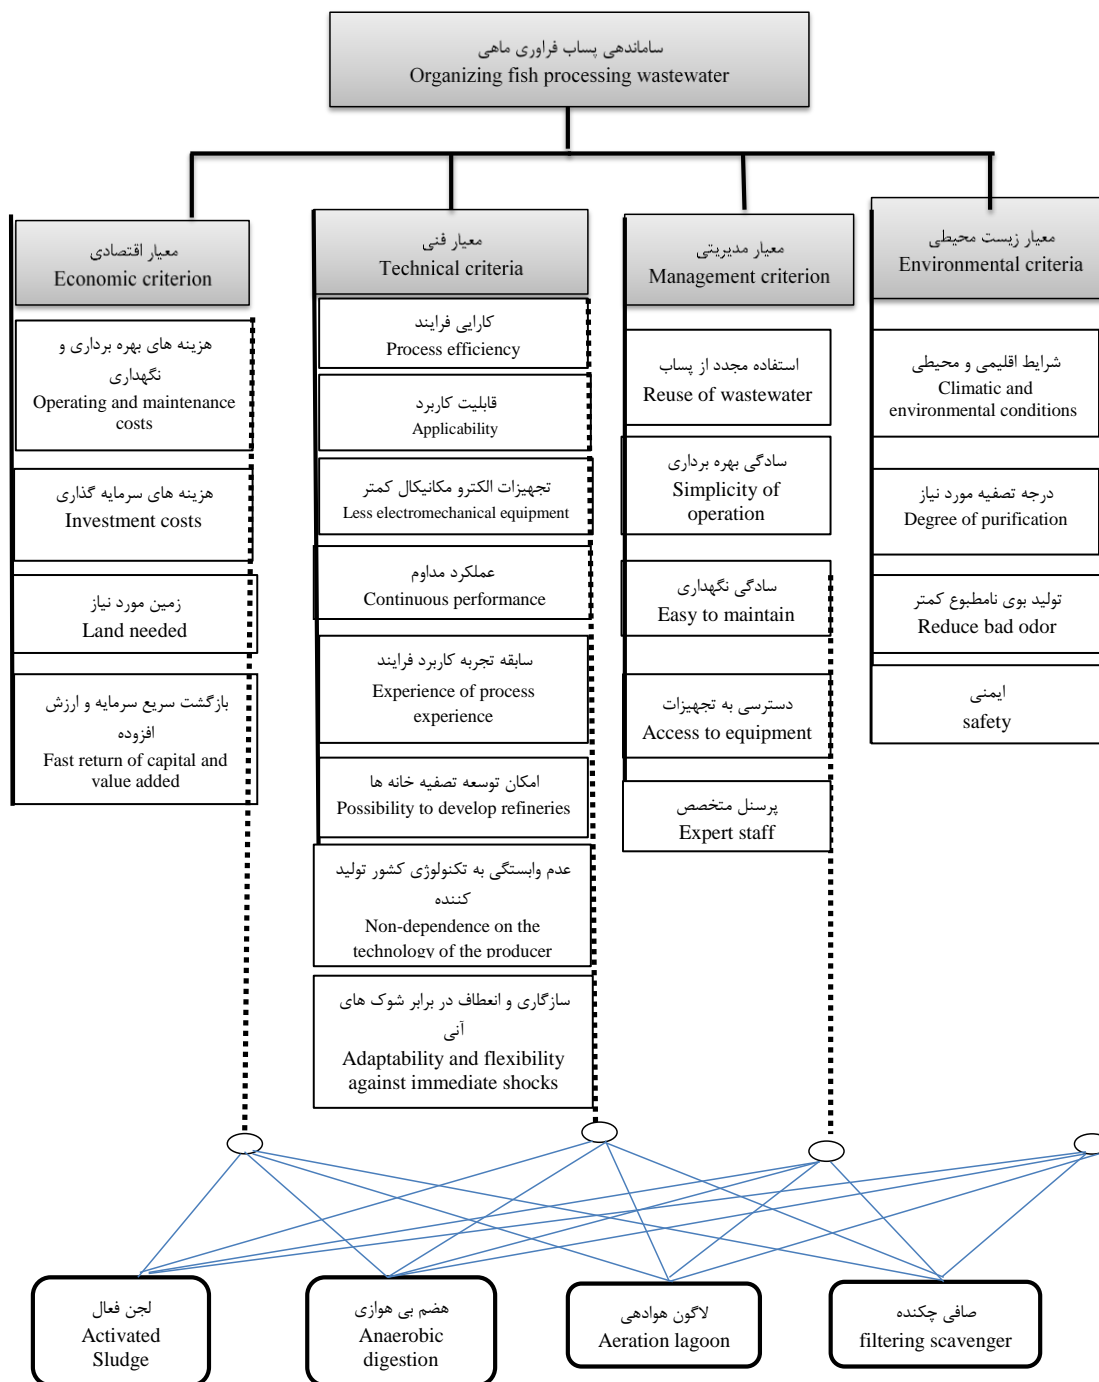 ساماندهی پساب فراوری ماهی
Organizing fish processing wastewater
معیار اقتصادی
Economic criterion
معیار فنی
Technical criteria
معیار مدیریتی
Management criterion
معیار زیست محیطی
Environmental criteria
هزینه های بهره برداری و
نگهداری
Operating and maintenance
costs
هزینه های سرمایه گذاری
Investment costs
زمین مورد نیاز
Land needed
بازگشت سریع سرمایه و ارزش
افزوده
Fast return of capital and
value added
کارایی فرایند
Process efficiency
قابلیت کاربرد
Applicability
تجهیزات الکترو مکانیکال کمتر
Less electromechanical equipment
عملکرد مداوم
Continuous performance
سابقه تجربه کاربرد فرایند
Experience of process
experience
امکان توسعه تصفیه خانه ها
Possibility to develop refineries
عدم وابستگی به تکنولوژی کشور تولید
کننده
Non-dependence on the
technology of the producer
سازگاری و انعطاف در برابر شوک های
آنی
Adaptability and flexibility
against immediate shocks
استفاده مجدد از پساب
Reuse of wastewater
سادگی بهره برداری
Simplicity of
operation
سادگی نگهداری
Easy to maintain
دسترسی به تجهیزات
Access to equipment
پرسنل متخصص
Expert staff
شرایط اقلیمی و محیطی
Climatic and
environmental conditions
درجه تصفیه مورد نیاز
Degree of purification
تولید بوی نامطبوع کمتر
Reduce bad odor
ایمنی
safety
لجن فعال
Activated
Sludge
هضم بی هوازی
Anaerobic
digestion
لاگون هوادهی
Aeration lagoon
صافی چکنده
filtering scavenger